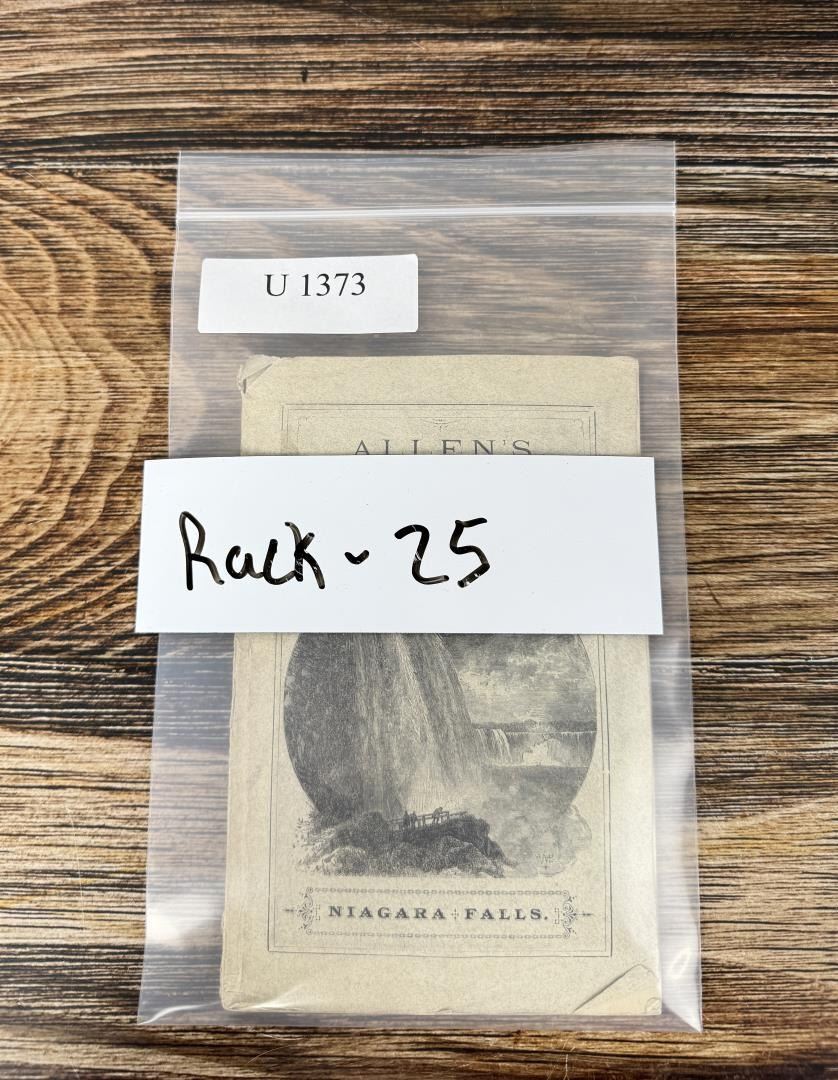 U 1373
ALLEN'S
Rack - 25
NIAGARA FALLS.